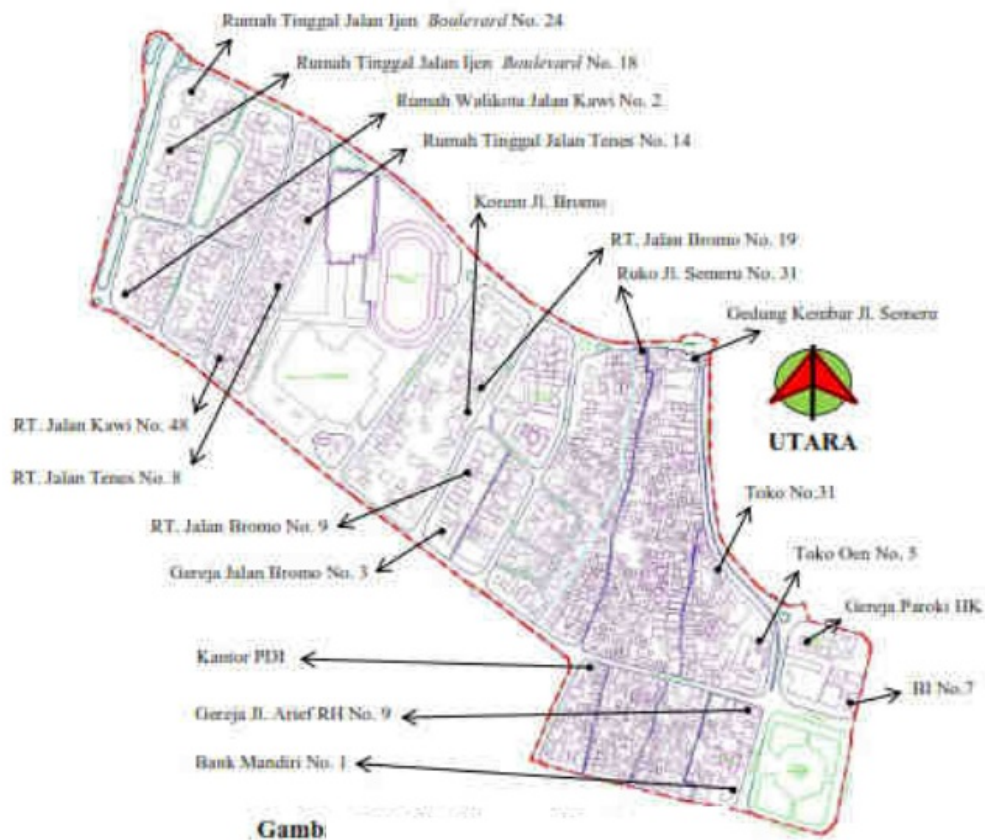 Rumah Tinggal Jalan Ijen Boulevard No. 24
Rumah Tinggal Jalan Ijen Boulevard No. 18
Rumah Walikota Jalan Kawi No. 2
Rumah Tinggal Jalan Tenes No. 14
Korem Jl. Bromo
RT. Jalan Bromo No. 19
Ruko Jl. Semeru No. 31
Gedung Kembar Jl. Semeru
UTARA
RT. Jalan Kawi No. 48
RT. Jalan Tenes No. 8
Toko No.31
RT. Jalan Bromo No. 9
Toko Oen No. 5
Gereja Jalan Bromo No. 3
Gereja Paroki HK
Kantor PDI
BI No.7
Gereja Jl. Arief RH No. 9
Bank Mandiri No. 1